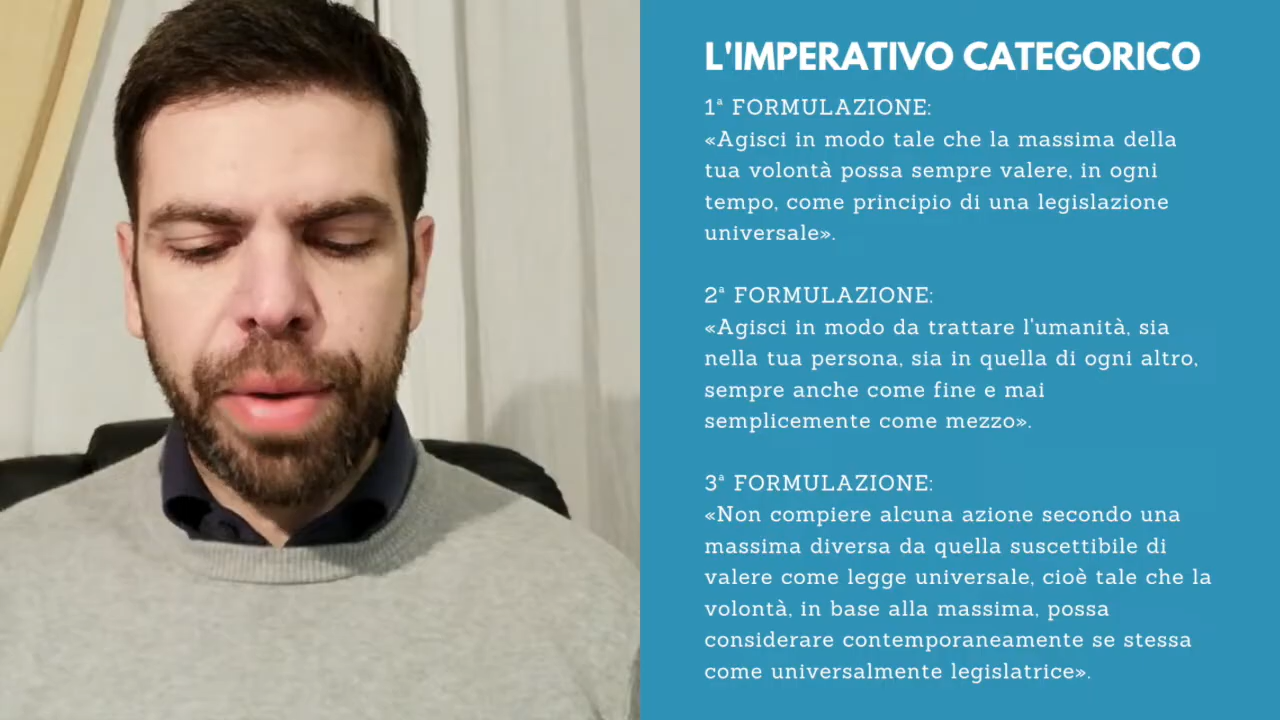 L'IMPERATIVO CATEGORICO
1ª FORMULAZIONE:
«Agisci in modo tale che la massima della
tua volontà possa sempre valere, in ogni
tempo, come principio di una legislazione
universale».
2ª FORMULAZIONE:
«Agisci in modo da trattare l'umanità, sia
nella tua persona, sia in quella di ogni altro,
sempre anche come fine e mai
semplicemente come mezzo».
3ª FORMULAZIONE:
«Non compiere alcuna azione secondo una
massima diversa da quella suscettibile di
valere come legge universale, cioè tale che la
volontà, in base alla massima, possa
considerare contemporaneamente se stessa
come universalmente legislatrice».